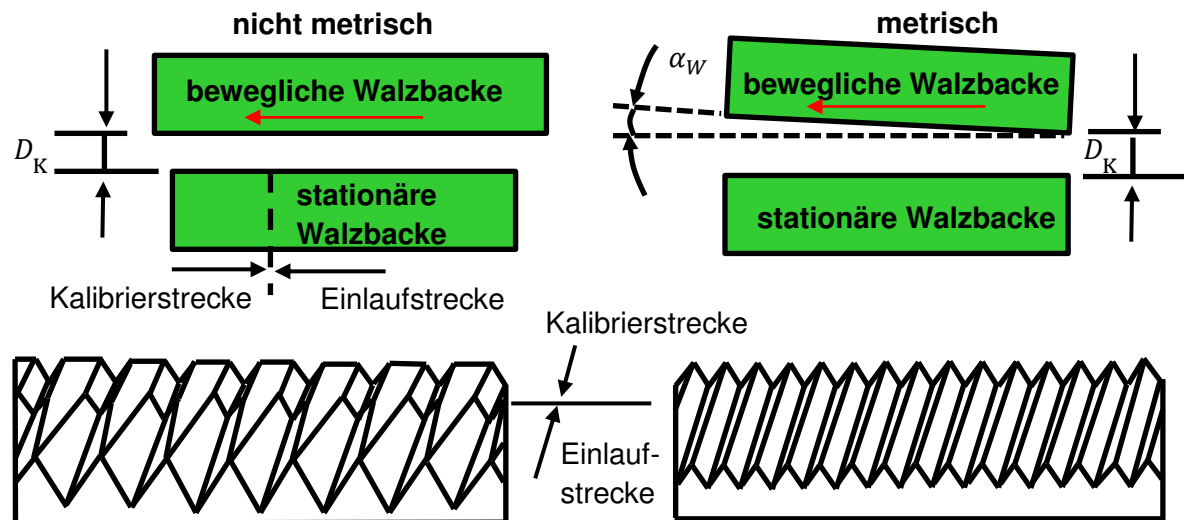 nicht metrisch
bewegliche Walzbacke
D_K
stationäre
Walzbacke
Kalibrierstrecke
Einlaufstrecke
metrisch
α_W
bewegliche Walzbacke
D_K
stationäre Walzbacke
Kalibrierstrecke
Einlauf-
strecke